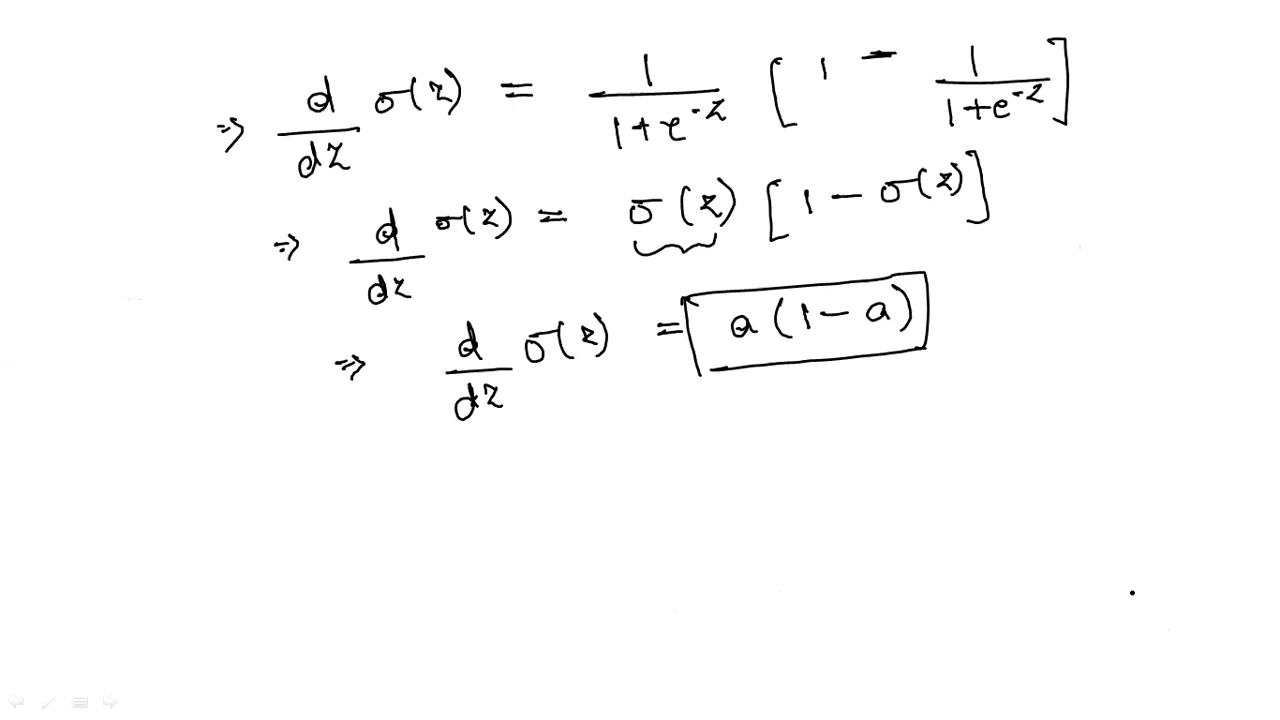 ⇒ d/dz σ(z) = 1/(1+e^-z) [1 - 1/(1+e^-z)]
⇒ d/dz σ(z) = σ(z) [1 - σ(z)]
⇒ d/dz σ(z) = a(1-a)